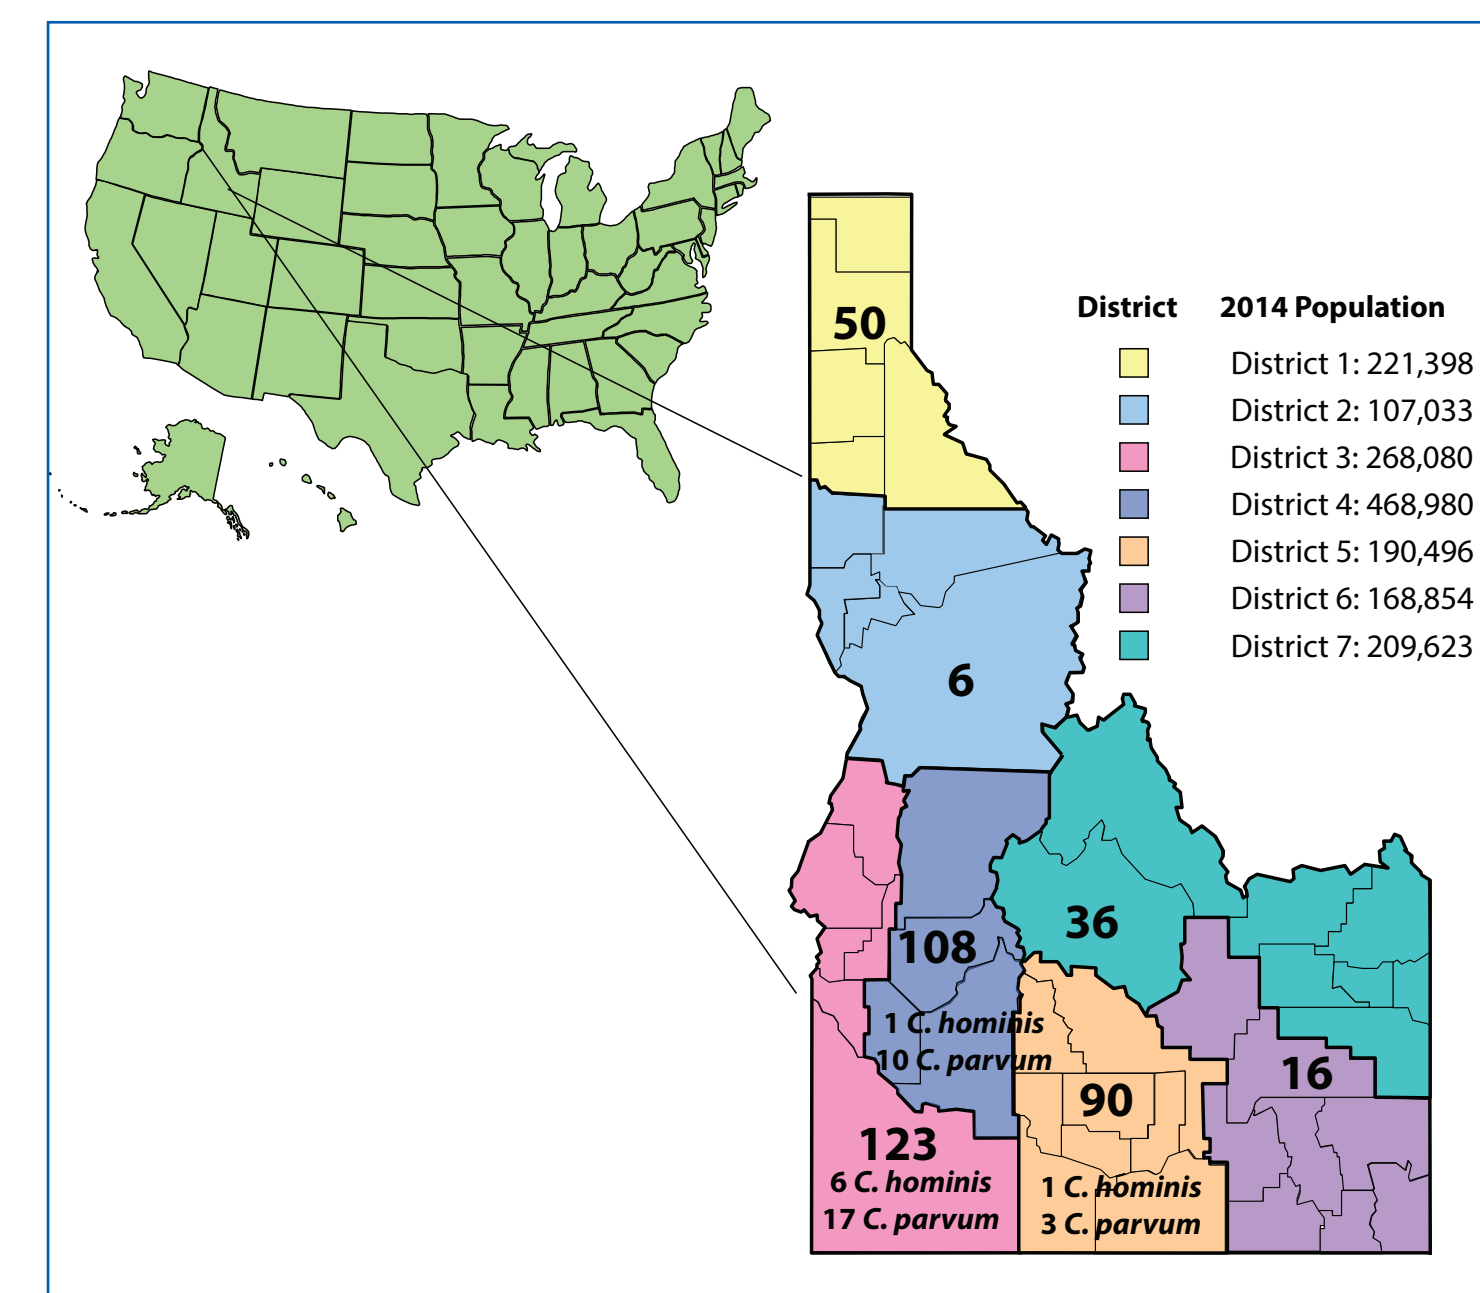 50
District 2014 Population
District 1: 221,398
District 2: 107,033
District 3: 268,080
District 4: 468,980
District 5: 190,496
District 6: 168,854
District 7: 209,623
6
36
108
1 C. hominis
10 C. parvum
16
90
123
6 C. hominis
17 C. parvum
1 C. hominis
3 C. parvum